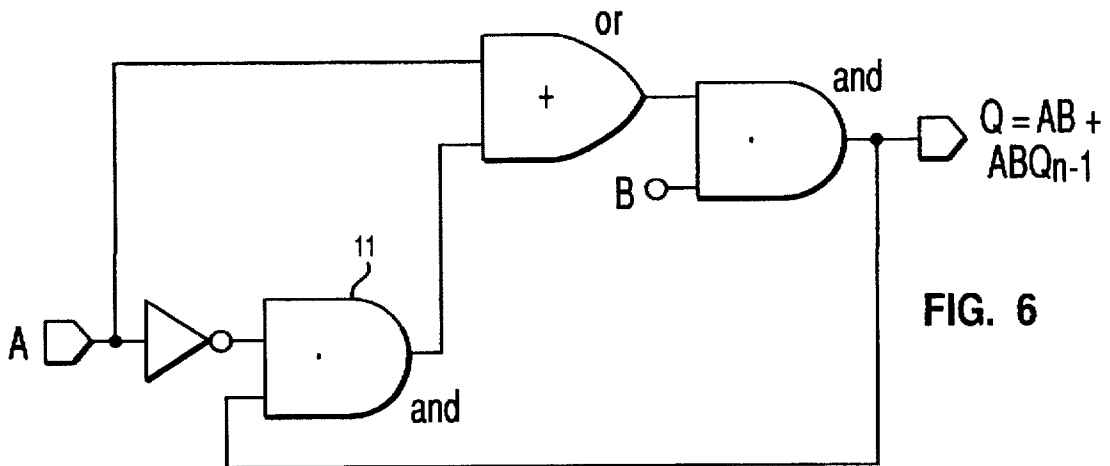 or
+
and
·
Q = AB +
ABQn-1
B
11
FIG. 6
A
·
and